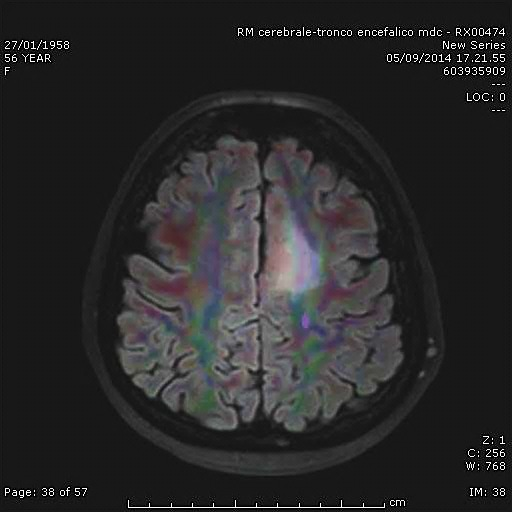 RM cerebrale-tronco encefalico mdc - RX00474
27/01/1958
New Series
56 YEAR
05/09/2014 17.21.55
F
603935909
---
LOC: 0
---
Z: 1
C: 256
W: 768
Page: 38 of 57
IM: 38
cm